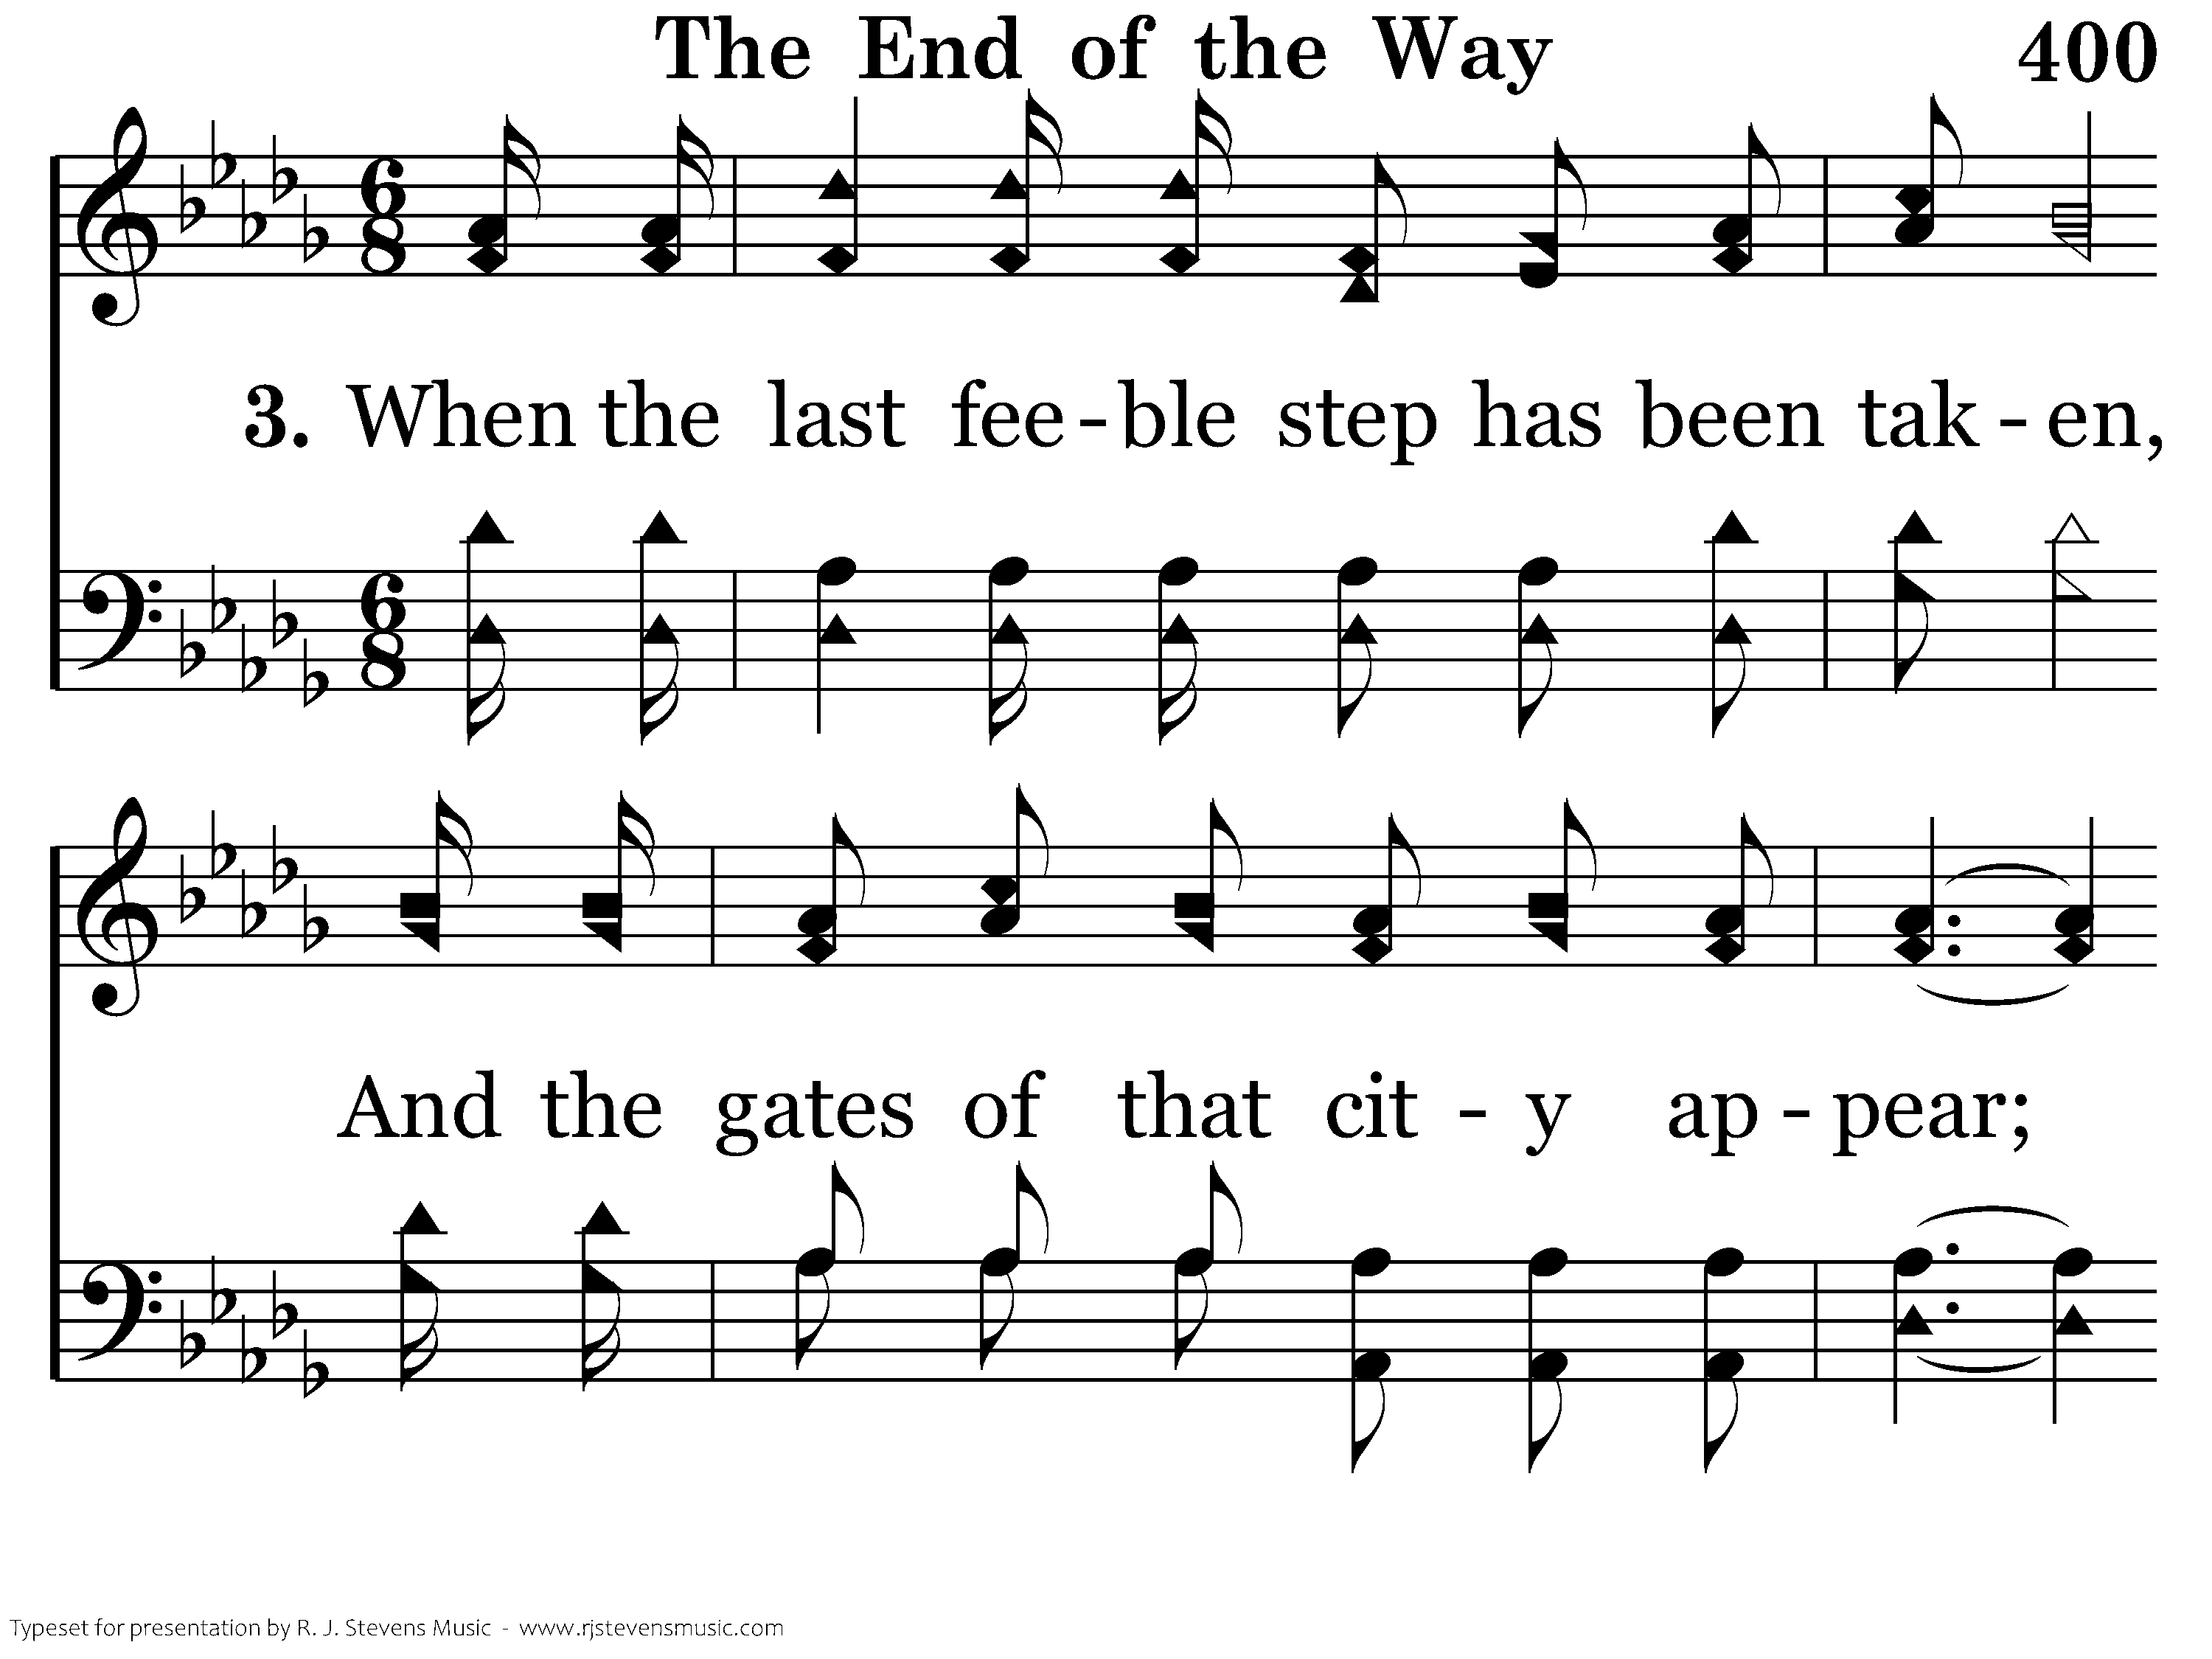 The End of the Way 400
3. When the last fee - ble step has been tak - en,
And the gates of that cit - y ap - pear;
Typeset for presentation by R. J. Stevens Music - www.rjstevensmusic.com